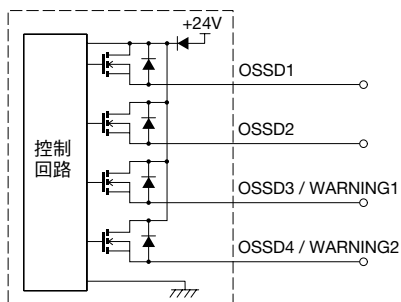 +24V
OSSD1
OSSD2
控制
回路
OSSD3 / WARNING1
OSSD4 / WARNING2